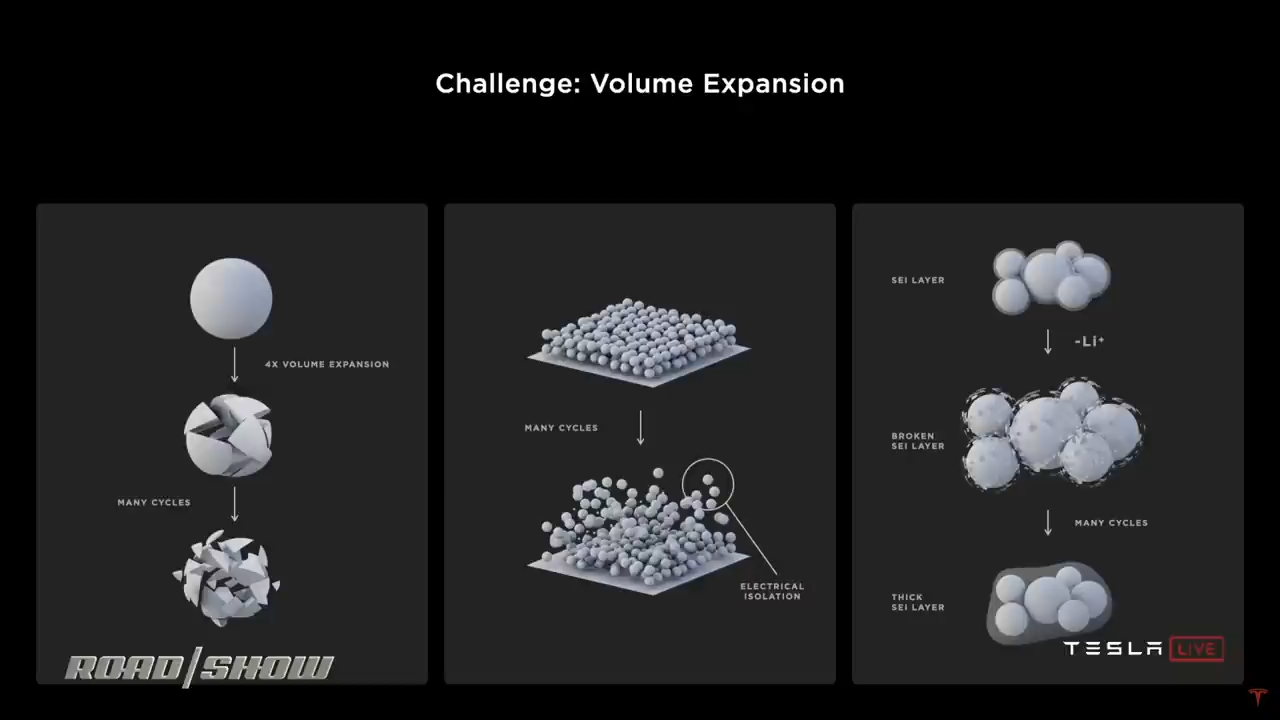 Challenge: Volume Expansion
4X VOLUME EXPANSION
MANY CYCLES
MANY CYCLES
ELECTRICAL
ISOLATION
SEI LAYER
-Li⁺
BROKEN
SEI LAYER
MANY CYCLES
THICK
SEI LAYER
ROAD/SHOW
TESLA LIVE